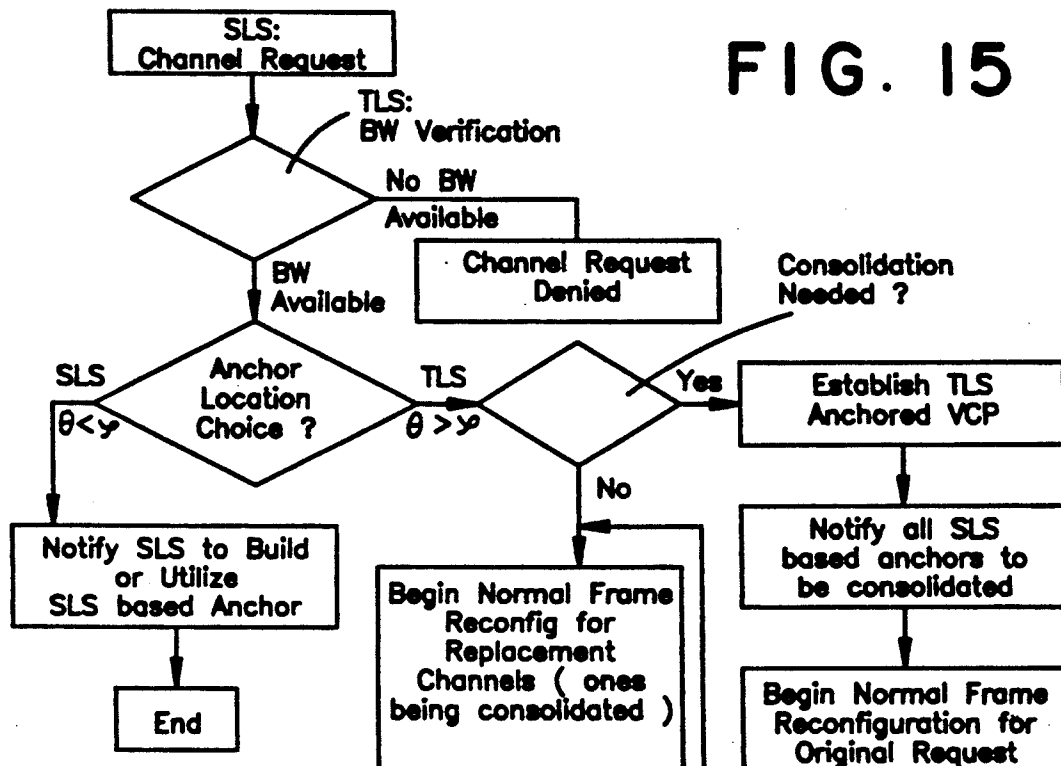 FIG. 15
SLS:
Channel Request
TLS:
BW Verification
No BW
Available
Channel Request
Denied
Consolidation
Needed ?
BW
Available
SLS
θ<φ
Anchor
Location
Choice ?
TLS
θ >φ
Yes
Establish TLS
Anchored VCP
No
Notify SLS to Build
or Utilize
SLS based Anchor
Notify all SLS
based anchors to
be consolidated
Begin Normal Frame
Reconfig for
Replacement
Channels ( ones
being consolidated )
End
Begin Normal Frame
Reconfiguration for
Original Request